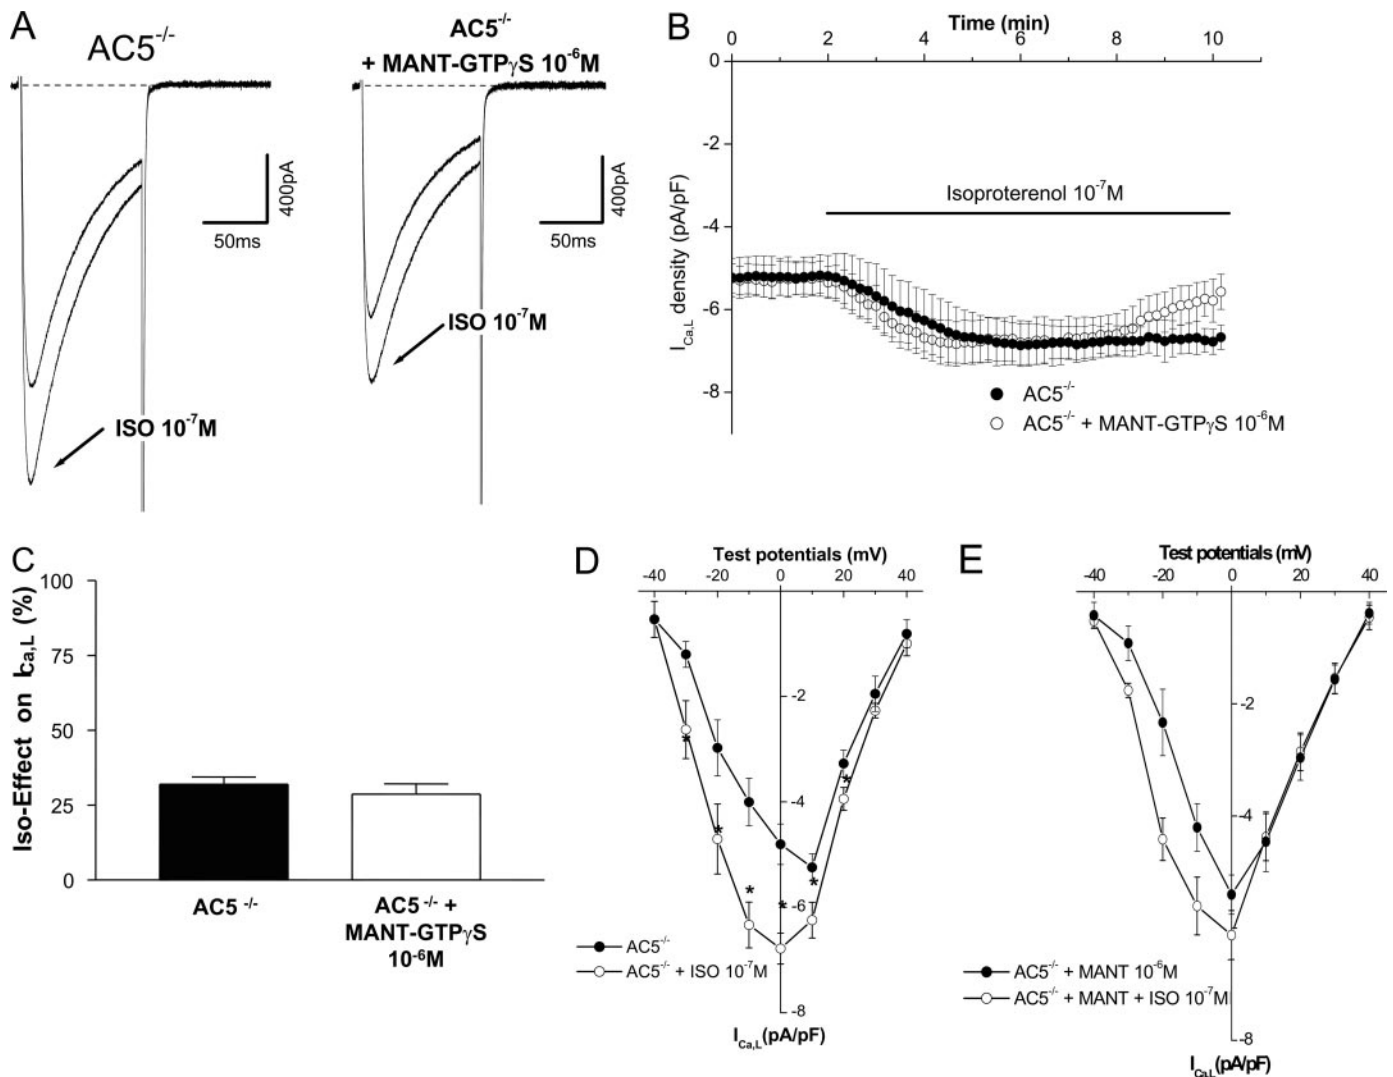 A
AC5-/-
400pA
50ms
ISO 10-7M
AC5-/-
+ MANT-GTPγS 10-6M
400pA
50ms
ISO 10-7M
B
Time (min)
0 2 4 6 8 10
0
-2
-4
-6
-8
ICa,L density (pA/pF)
Isoproterenol 10-7M
AC5-/-
AC5-/- + MANT-GTPγS 10-6M
C
Iso-Effect on ICa,L (%)
100
75
50
25
0
AC5 -/-
AC5 -/- +
MANT-GTPγS
10-6M
D
Test potentials (mV)
-40 -20 0 20 40
-2
-4
-6
-8
* * * * * *
AC5-/-
AC5-/- + ISO 10-7M
ICa,L(pA/pF)
E
Test potentials (mV)
-40 -20 0 20 40
-2
-4
-8
AC5-/- + MANT 10-6M
AC5-/- + MANT + ISO 10-7M
ICa,L(pA/pF)